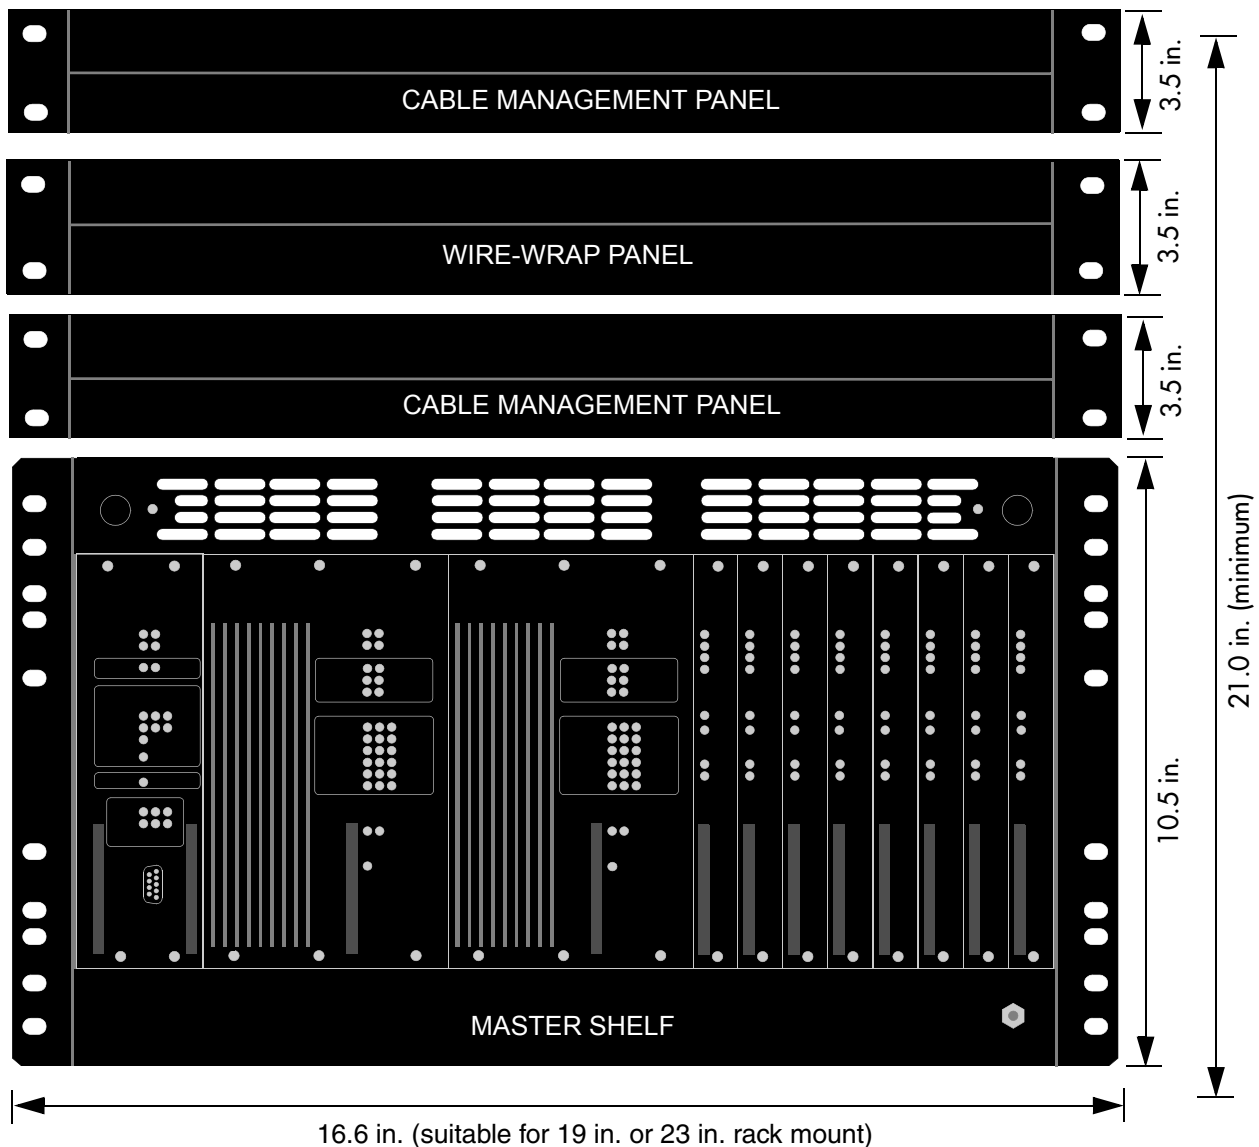 CABLE MANAGEMENT PANEL
3.5 in.
WIRE-WRAP PANEL
3.5 in.
CABLE MANAGEMENT PANEL
3.5 in.
21.0 in. (minimum)
10.5 in.
MASTER SHELF
16.6 in. (suitable for 19 in. or 23 in. rack mount)